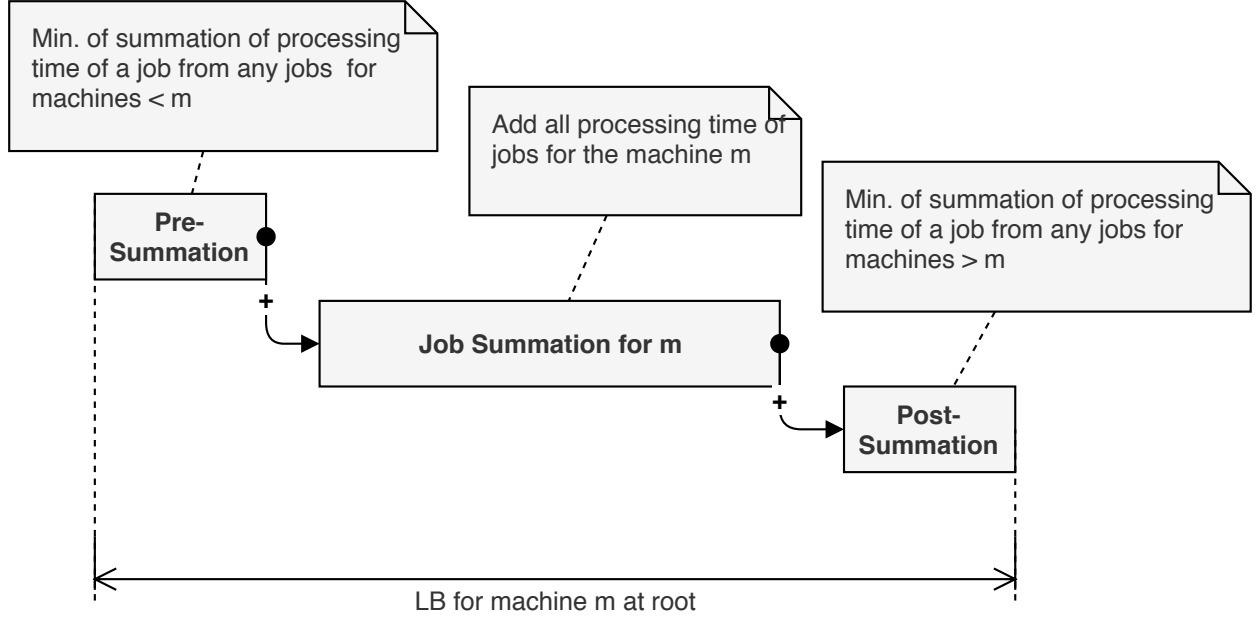 Min. of summation of processing
time of a job from any jobs  for
machines < m
Add all processing time of
jobs for the machine m
Min. of summation of processing
time of a job from any jobs for
machines > m
Pre-
Summation
+
Job Summation for m
+
Post-
Summation
LB for machine m at root